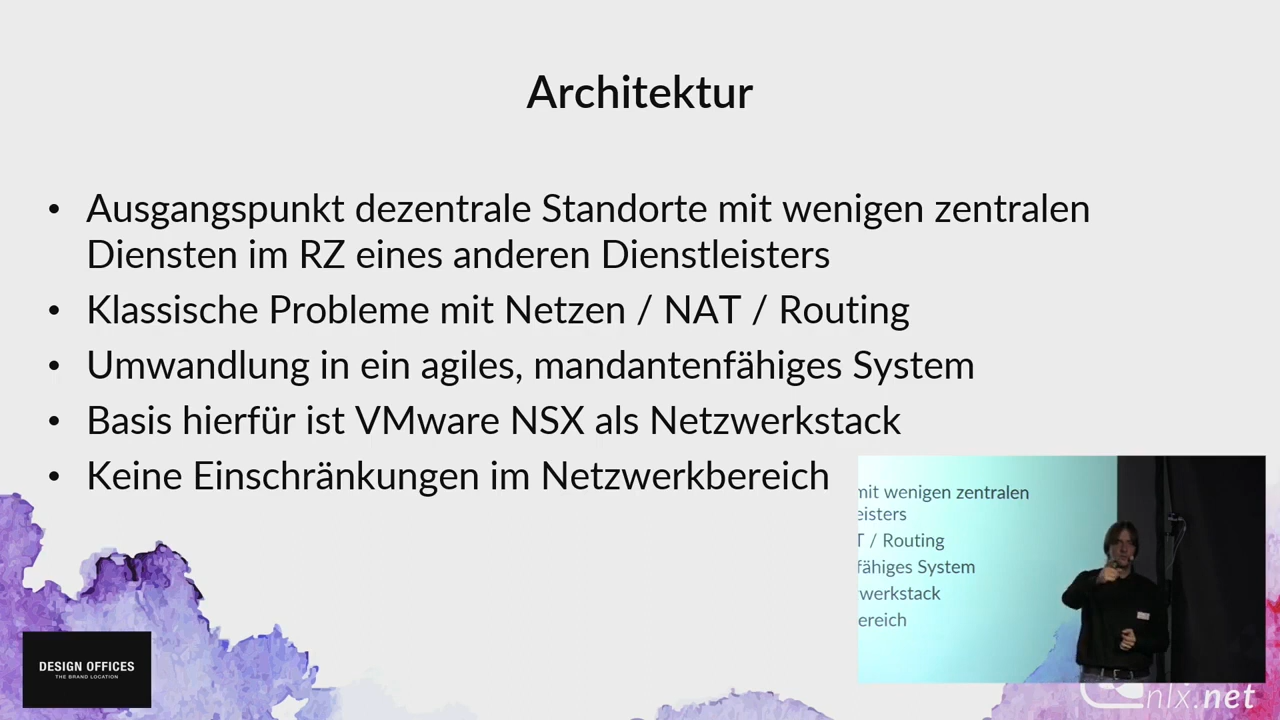 Architektur
• Ausgangspunkt dezentrale Standorte mit wenigen zentralen
Diensten im RZ eines anderen Dienstleisters
• Klassische Probleme mit Netzen / NAT / Routing
• Umwandlung in ein agiles, mandantenfähiges System
• Basis hierfür ist VMware NSX als Netzwerkstack
• Keine Einschränkungen im Netzwerkbereich
mit wenigen zentralen
eisters
T / Routing
fähiges System
werkstack
ereich
DESIGN OFFICES
THE BRAND LOCATION
nlx.net